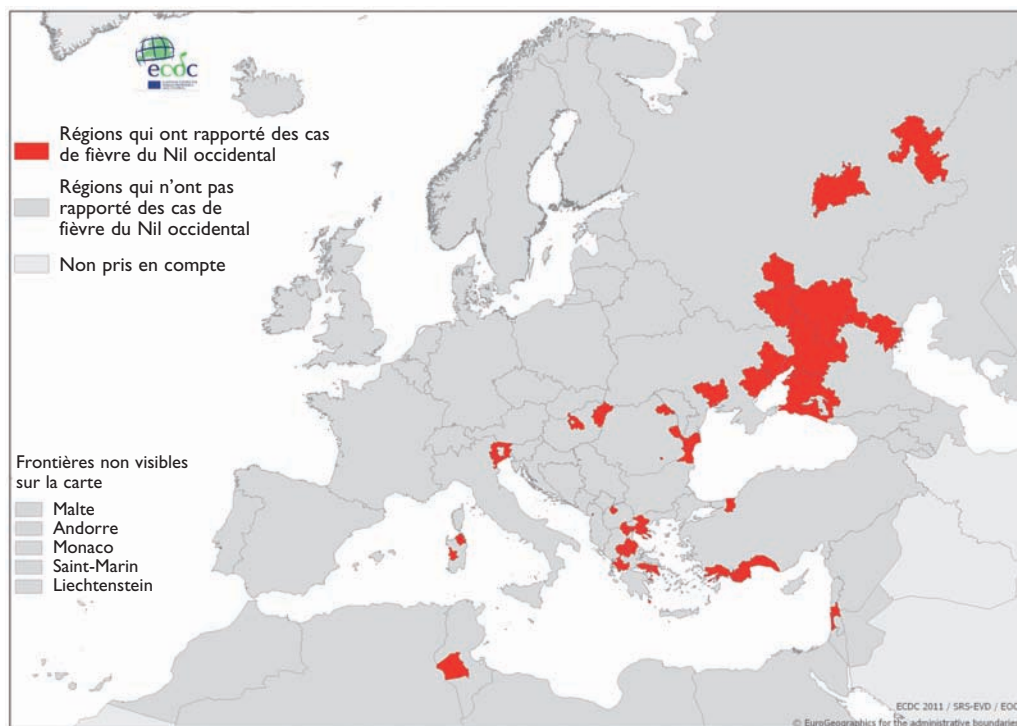 ecdc
Régions qui ont rapporté des cas
de fièvre du Nil occidental
Régions qui n'ont pas
rapporté des cas de
fièvre du Nil occidental
Non pris en compte
Frontières non visibles
sur la carte
Malte
Andorre
Monaco
Saint-Marin
Liechtenstein
ECDC 2011 / SRS-EVD / EOC
© EuroGeographics for the administrative boundaries